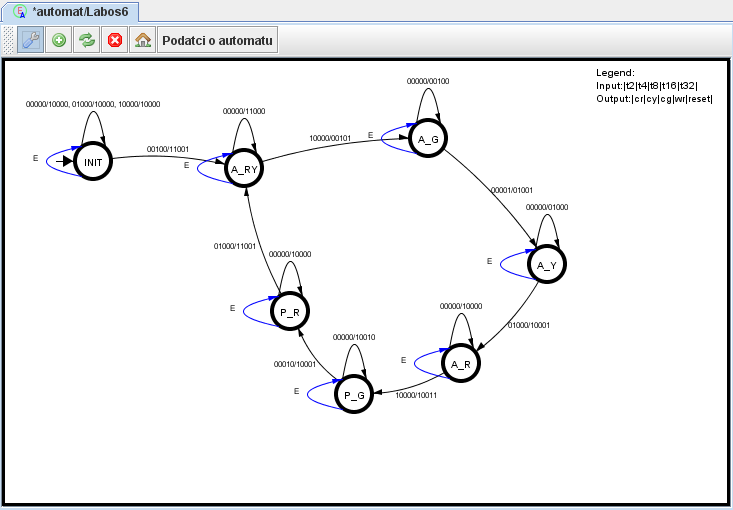 *automat/Labos6
Podatci o automatu
Legend:
Input:|t2|t4|t8|t16|t32|
Output:|cr|cy|cg|wr|reset|
00000/10000, 01000/10000, 10000/10000
E
INIT
00100/11001
00000/11000
E
A_RY
10000/00101
00000/00100
E
A_G
00001/01001
00000/01000
E
A_Y
01000/10001
00000/10000
E
A_R
10000/10011
00000/10010
E
P_G
00010/10001
00000/10000
E
P_R
01000/11001